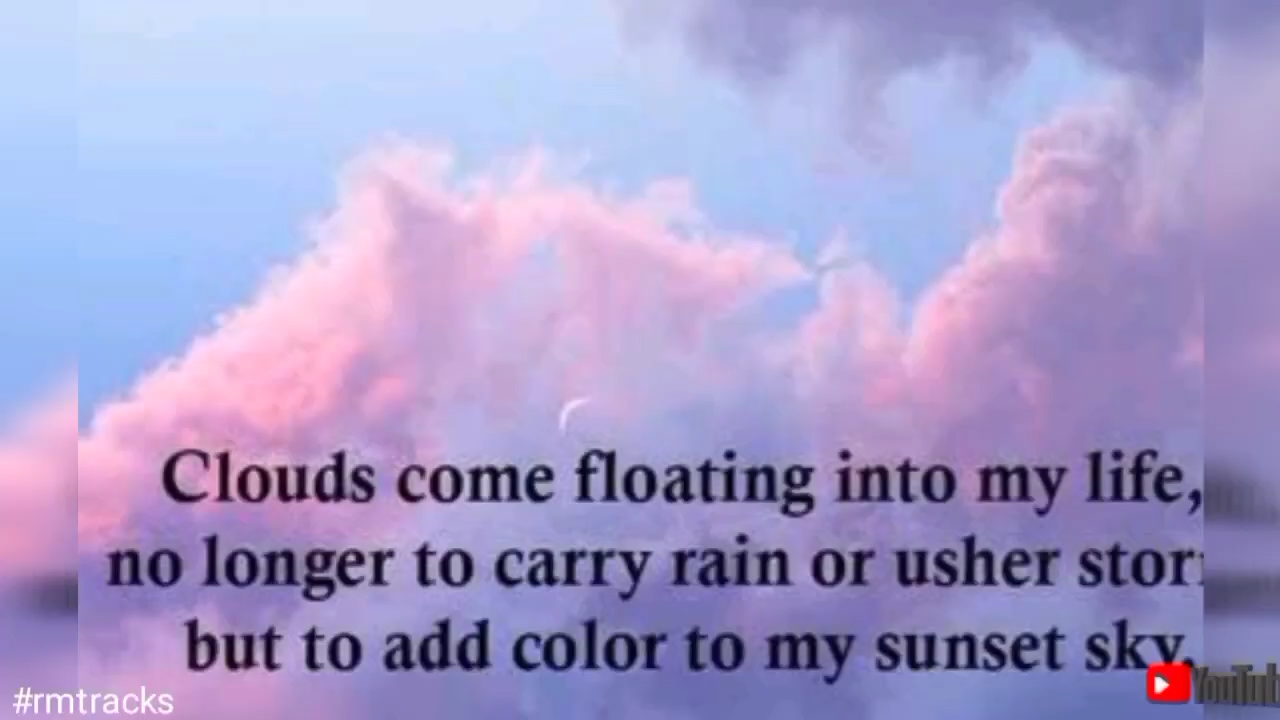 Clouds come floating into my life,
no longer to carry rain or usher
but to add color to my sunset sky.
#rmtracks
YouTube